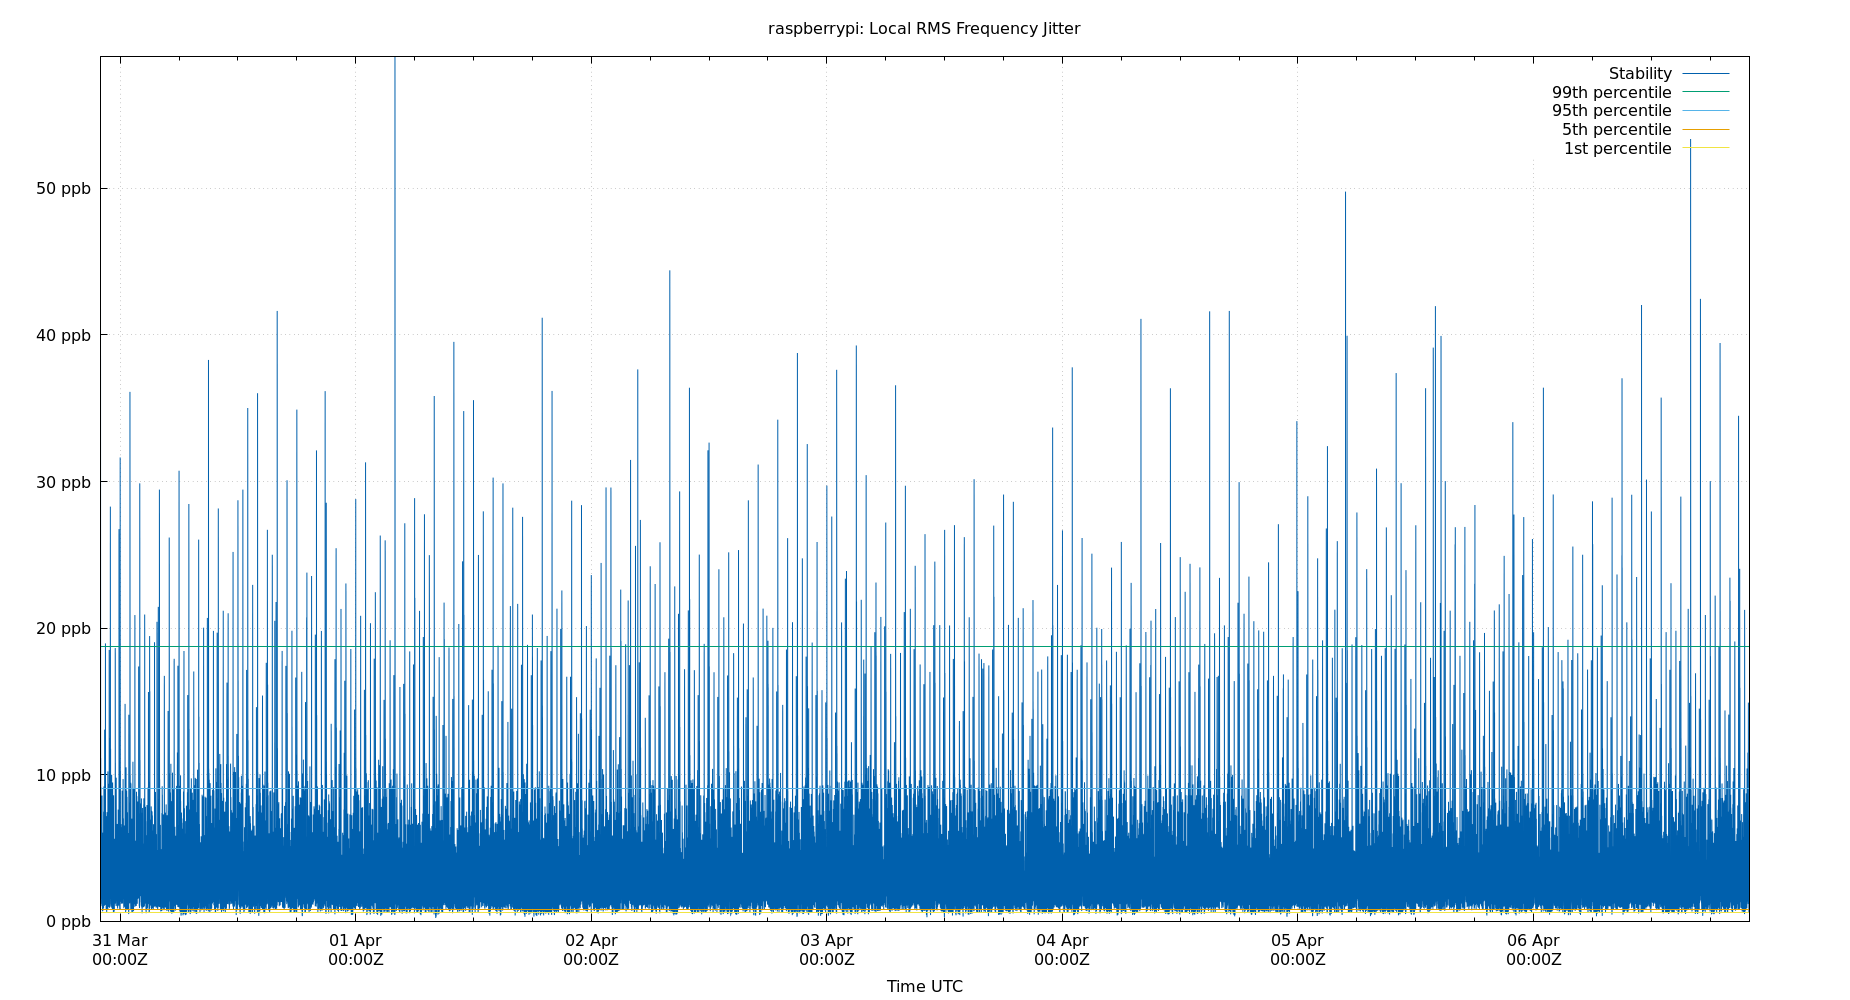 raspberrypi: Local RMS Frequency Jitter
Stability
99th percentile
95th percentile
5th percentile
1st percentile
50 ppb
40 ppb
30 ppb
20 ppb
10 ppb
0 ppb
31 Mar 01 Apr 02 Apr 03 Apr 04 Apr 05 Apr 06 Apr
00:00Z 00:00Z 00:00Z 00:00Z 00:00Z 00:00Z 00:00Z
Time UTC